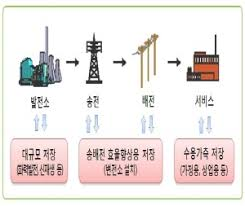 발전소 송전 배전 서비스
대규모 저장 송배전 효율향상용 저장 수용가측 저장
(화력발전 신재생 등) (변전소 설치) (가정용, 상업용 등)